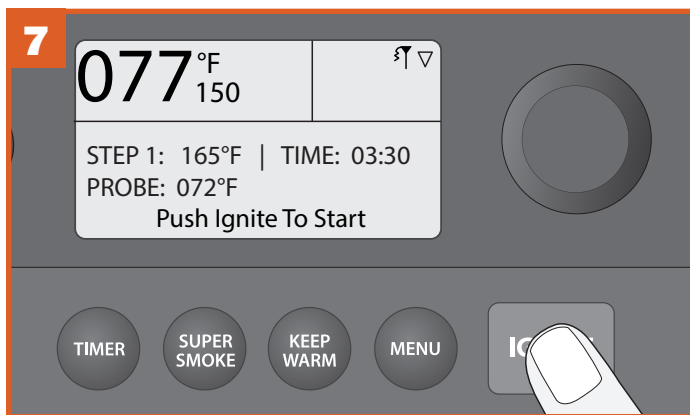 7
077°F
150
STEP 1: 165°F | TIME: 03:30
PROBE: 072°F
Push Ignite To Start
TIMER
SUPER
SMOKE
KEEP
WARM
MENU